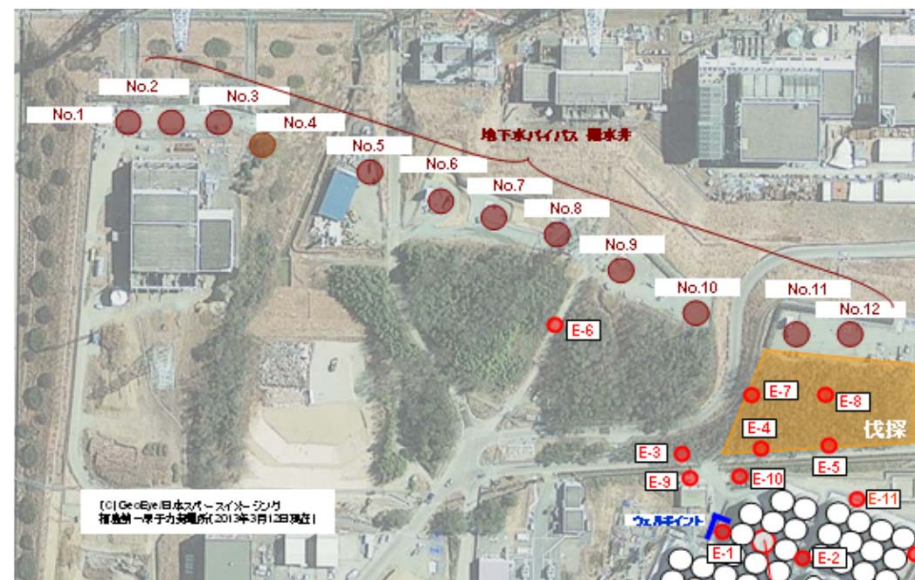 No.2
No.3
No.1
No.4
No.5
地下水バイパス 揚水井
No.6
No.7
No.8
No.9
No.10
No.11
No.12
E-6
E-7
E-8
伐採
E-4
E-3
E-5
E-9
E-10
E-11
(C)GeoEye/日本スペースイメージング
福島第一原子力発電所(2013年3月12日現在)
ウェルポイント
E-1
E-2